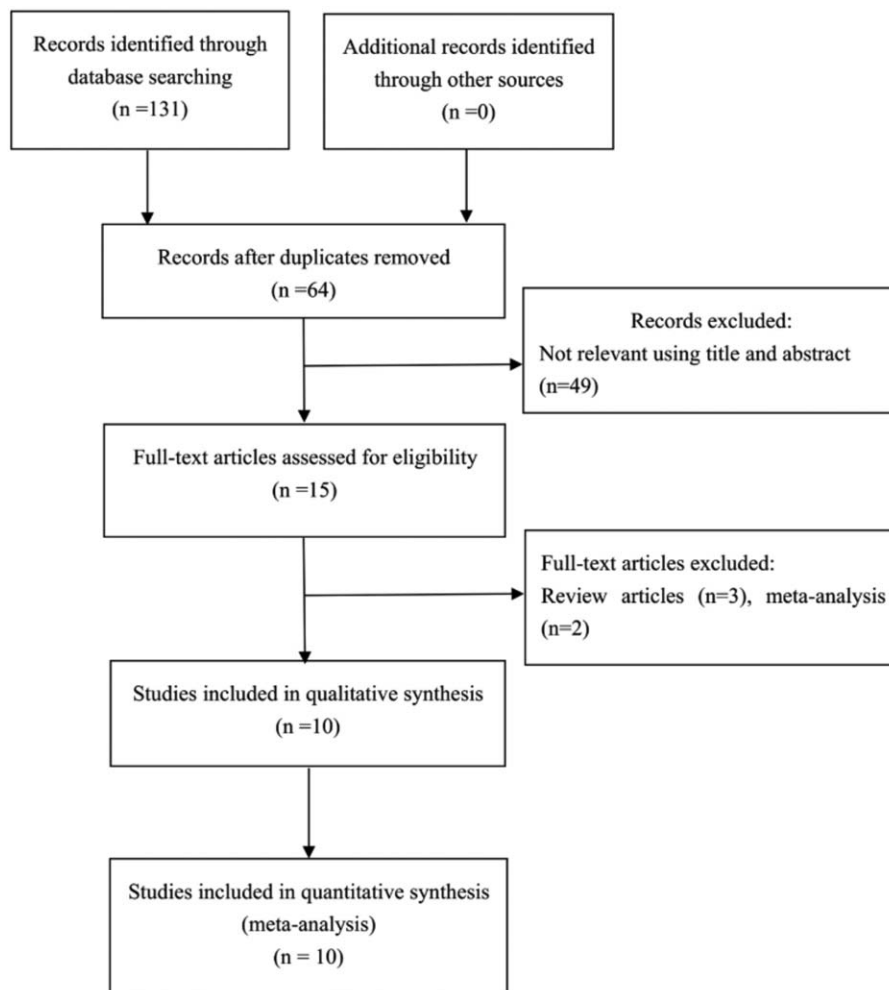 Records identified through
database searching
(n =131)
Additional records identified
through other sources
(n =0)
Records after duplicates removed
(n =64)
Records excluded:
Not relevant using title and abstract
(n=49)
Full-text articles assessed for eligibility
(n =15)
Full-text articles excluded:
Review articles (n=3), meta-analysis
(n=2)
Studies included in qualitative synthesis
(n =10)
Studies included in quantitative synthesis
(meta-analysis)
(n = 10)